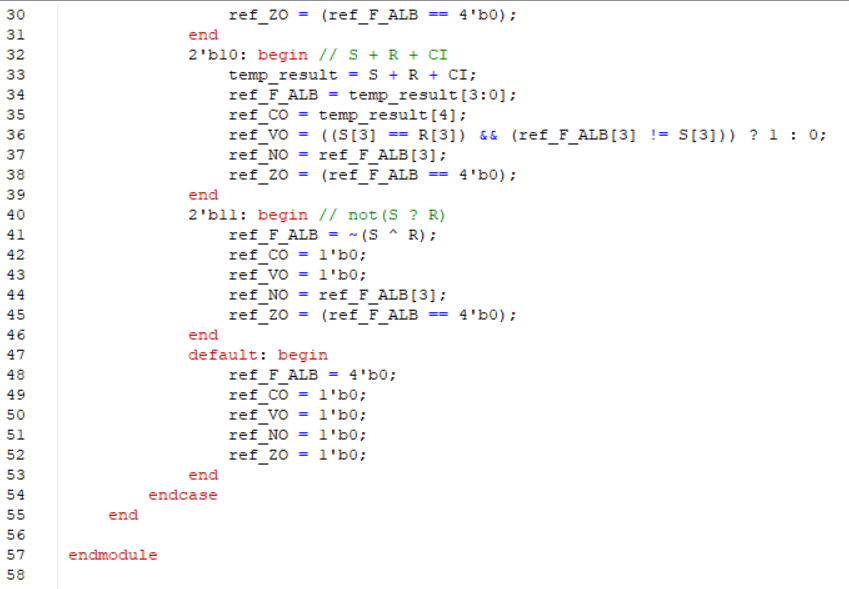 30 ref_ZO = (ref_F_ALB == 4'b0);
31 end
32 2'b10: begin // S + R + CI
33 temp_result = S + R + CI;
34 ref_F_ALB = temp_result[3:0];
35 ref_CO = temp_result[4];
36 ref_VO = ((S[3] == R[3]) && (ref_F_ALB[3] != S[3])) ? 1 : 0;
37 ref_NO = ref_F_ALB[3];
38 ref_ZO = (ref_F_ALB == 4'b0);
39 end
40 2'b11: begin // not(S ? R)
41 ref_F_ALB = ~(S ^ R);
42 ref_CO = 1'b0;
43 ref_VO = 1'b0;
44 ref_NO = ref_F_ALB[3];
45 ref_ZO = (ref_F_ALB == 4'b0);
46 end
47 default: begin
48 ref_F_ALB = 4'b0;
49 ref_CO = 1'b0;
50 ref_VO = 1'b0;
51 ref_NO = 1'b0;
52 ref_ZO = 1'b0;
53 end
54 endcase
55 end
56
57 endmodule
58